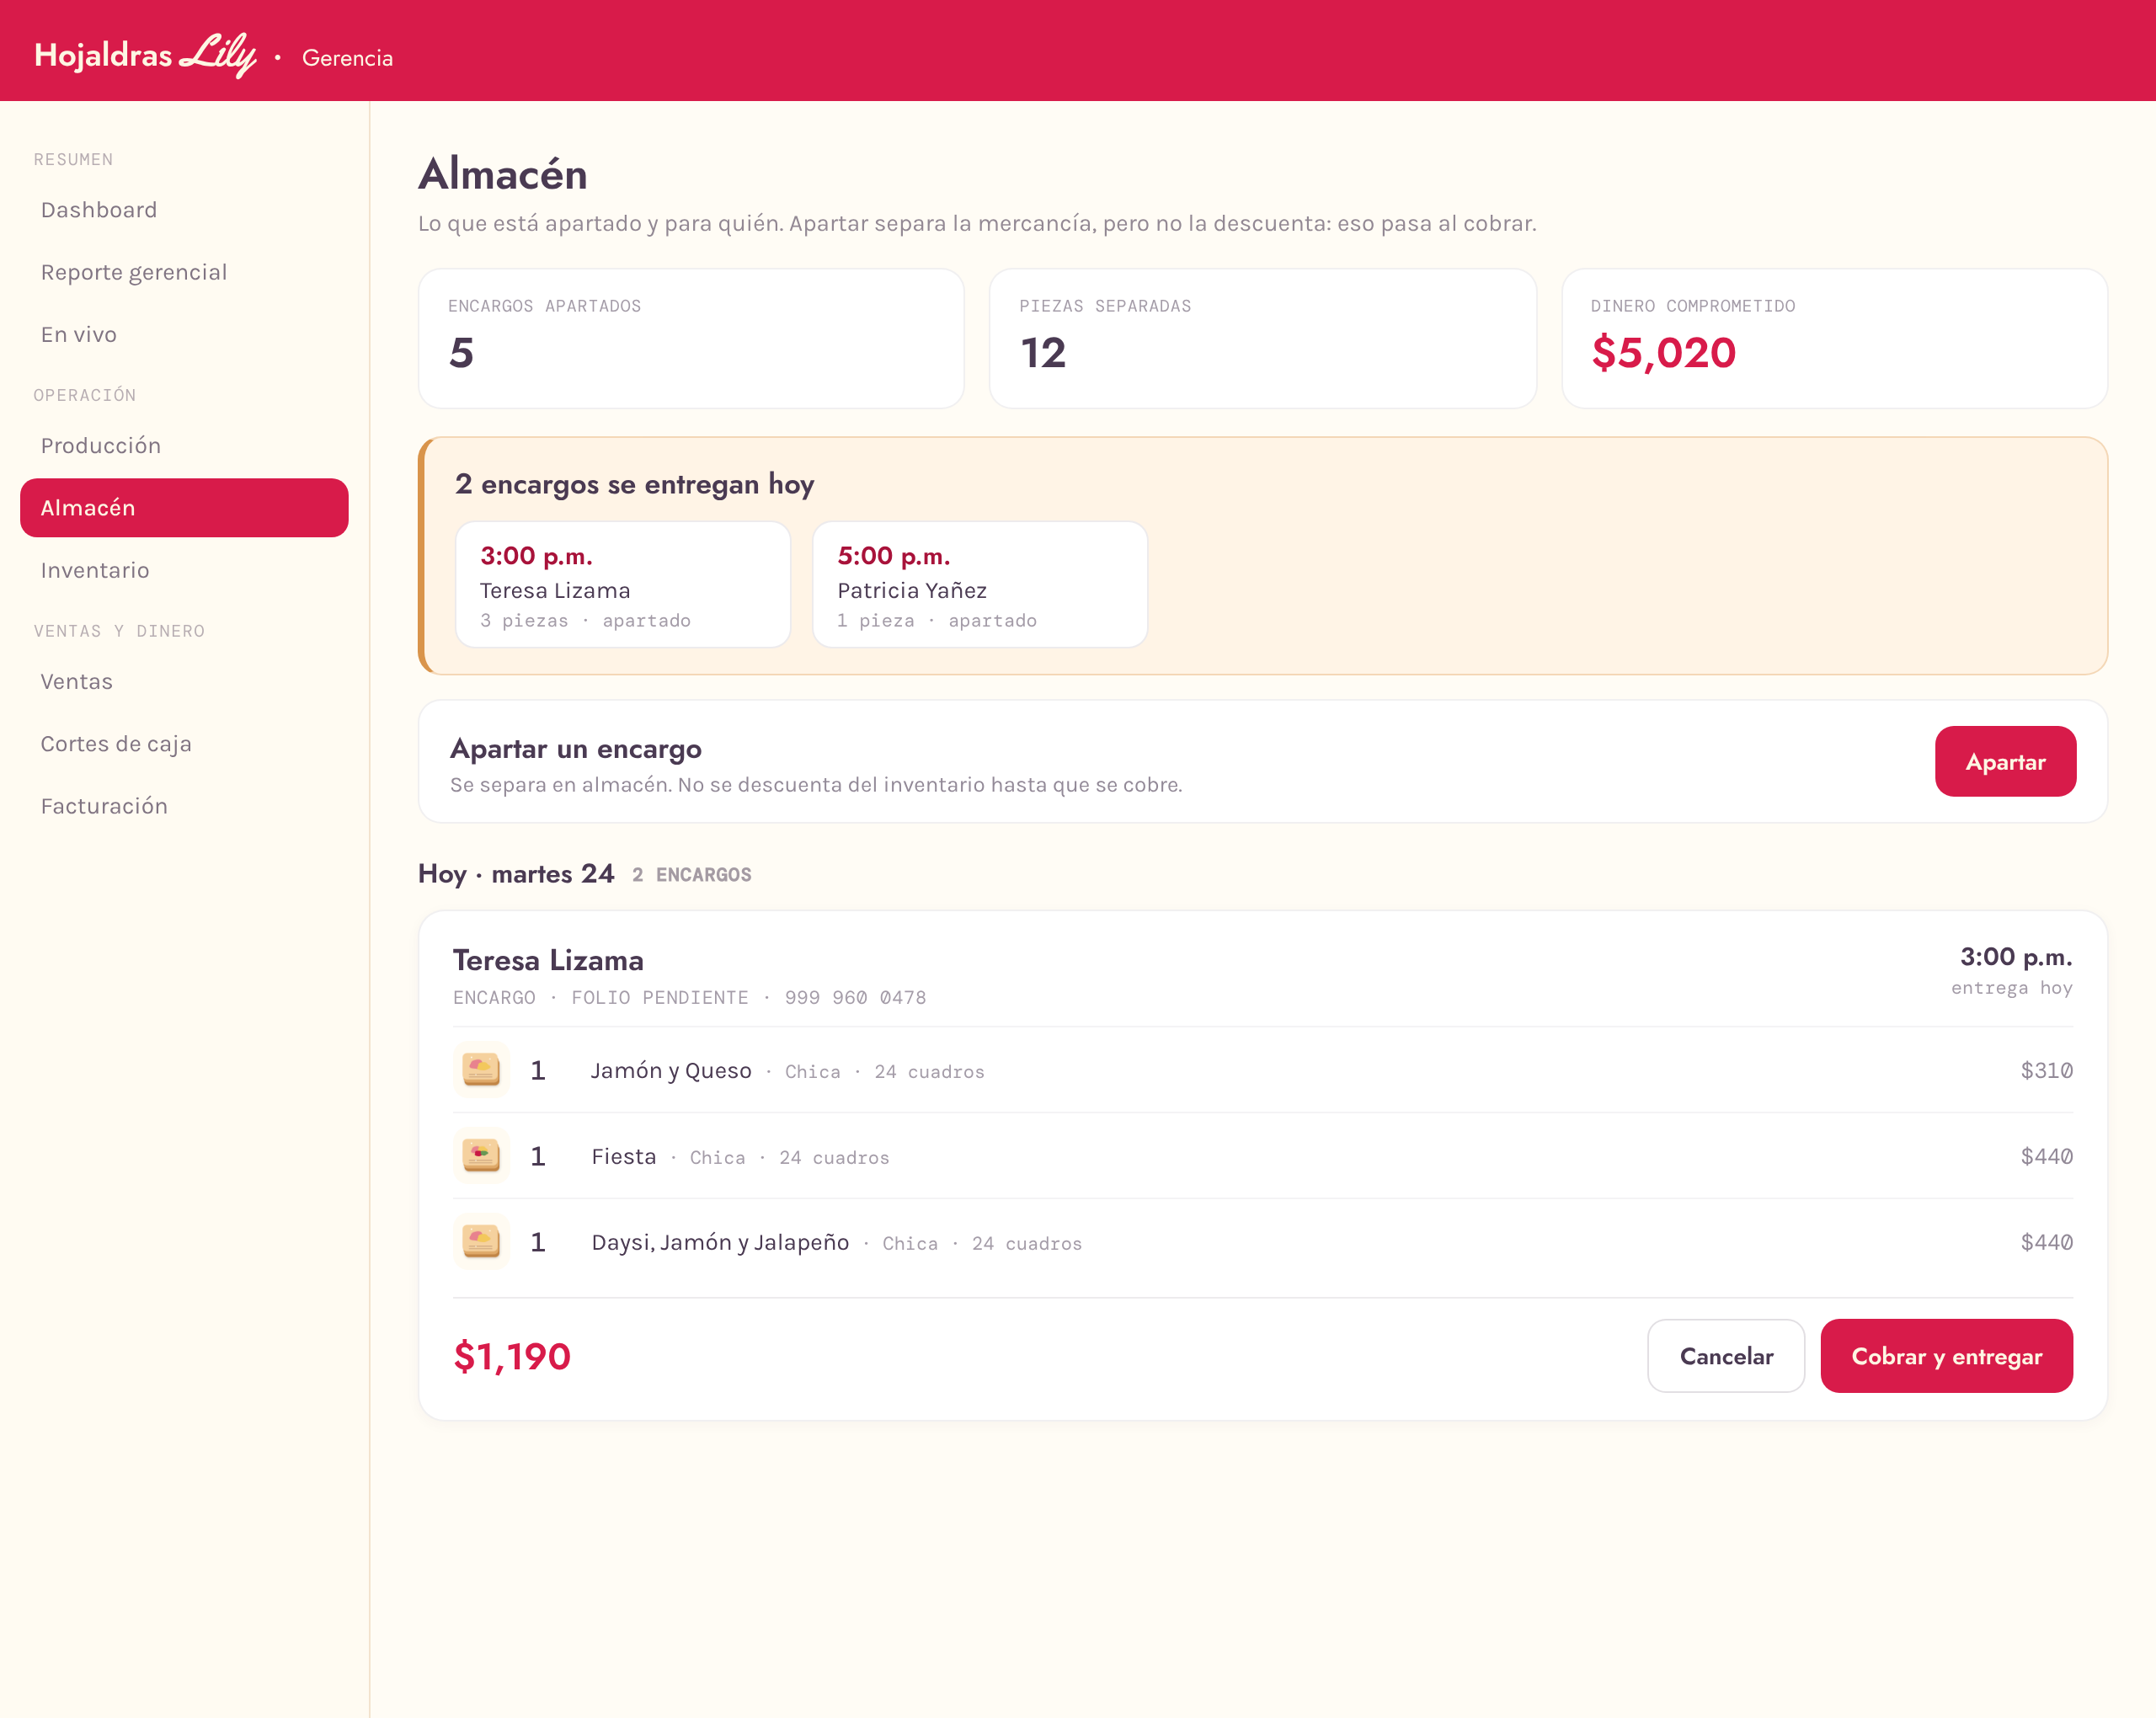 Hojaldras Lily · Gerencia
RESUMEN
Dashboard
Reporte gerencial
En vivo
OPERACIÓN
Producción
Almacén
Inventario
VENTAS Y DINERO
Ventas
Cortes de caja
Facturación
Almacén
Lo que está apartado y para quién. Apartar separa la mercancía, pero no la descuenta: eso pasa al cobrar.
ENCARGOS APARTADOS
5
PIEZAS SEPARADAS
12
DINERO COMPROMETIDO
$5,020
2 encargos se entregan hoy
3:00 p.m.
Teresa Lizama
3 piezas · apartado
5:00 p.m.
Patricia Yañez
1 pieza · apartado
Apartar un encargo
Se separa en almacén. No se descuenta del inventario hasta que se cobre.
Apartar
Hoy · martes 24 2 ENCARGOS
Teresa Lizama
ENCARGO · FOLIO PENDIENTE · 999 960 0478
3:00 p.m.
entrega hoy
1 Jamón y Queso · Chica · 24 cuadros $310
1 Fiesta · Chica · 24 cuadros $440
1 Daysi, Jamón y Jalapeño · Chica · 24 cuadros $440
$1,190
Cancelar
Cobrar y entregar